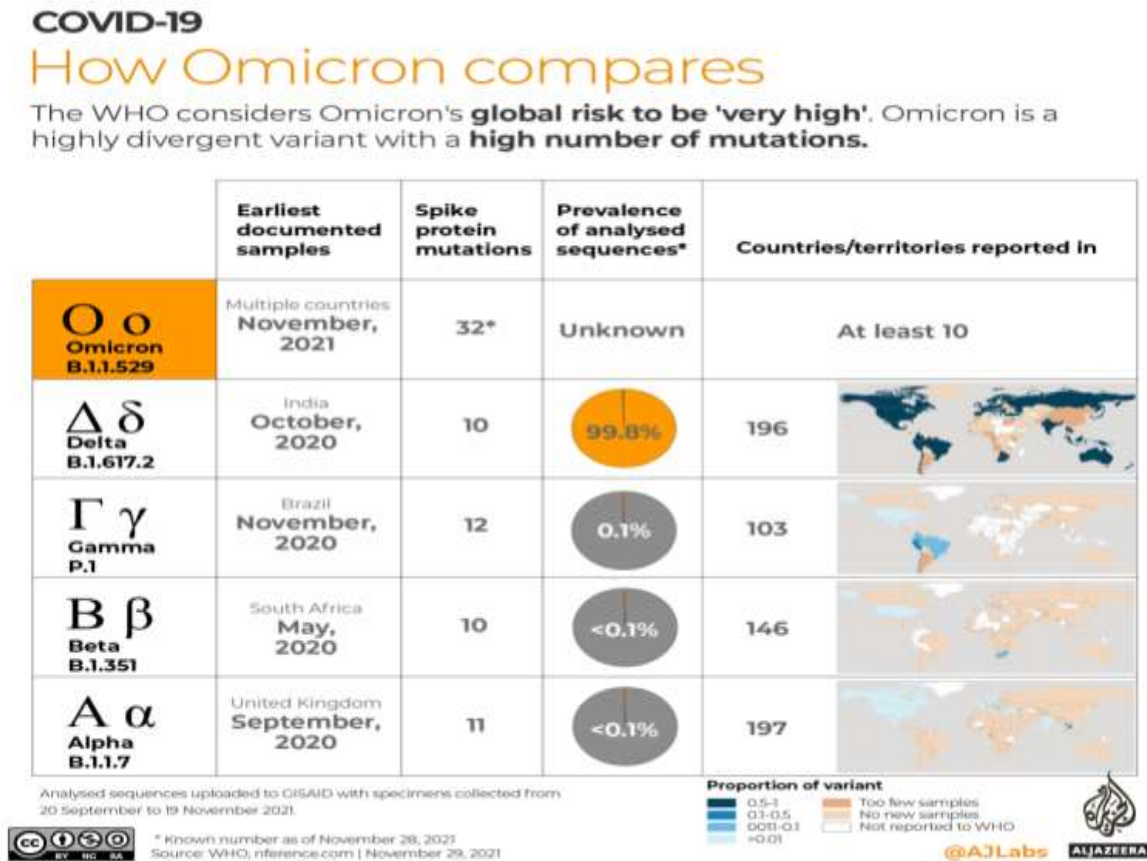 COVID-19
How Omicron compares
The WHO considers Omicron's global risk to be 'very high'. Omicron is a
highly divergent variant with a high number of mutations.
Earliest
documented
samples
Spike
protein
mutations
Prevalence
of analysed
sequences*
Countries/territories reported in
Ο ο
Omicron
B.1.1.529
Multiple countries
November,
2021
32*
Unknown
At least 10
Δ δ
Delta
B.1.617.2
India
October,
2020
10
99.8%
196
Γ γ
Gamma
P.1
Brazil
November,
2020
12
0.1%
103
Β β
Beta
B.1.351
South Africa
May,
2020
10
<0.1%
146
Α α
Alpha
B.1.1.7
United Kingdom
September,
2020
11
<0.1%
197
Analysed sequences uploaded to GISAID with specimens collected from
20 September to 19 November 2021.
* Known number as of November 28, 2021
Source: WHO, nference.com | November 29, 2021
Proportion of variant
0.5-1
0.1-0.5
0011-0.1
Too few samples
No new samples
Not reported to WHO
cc
BY
@AJLabs
ALJAZEERA